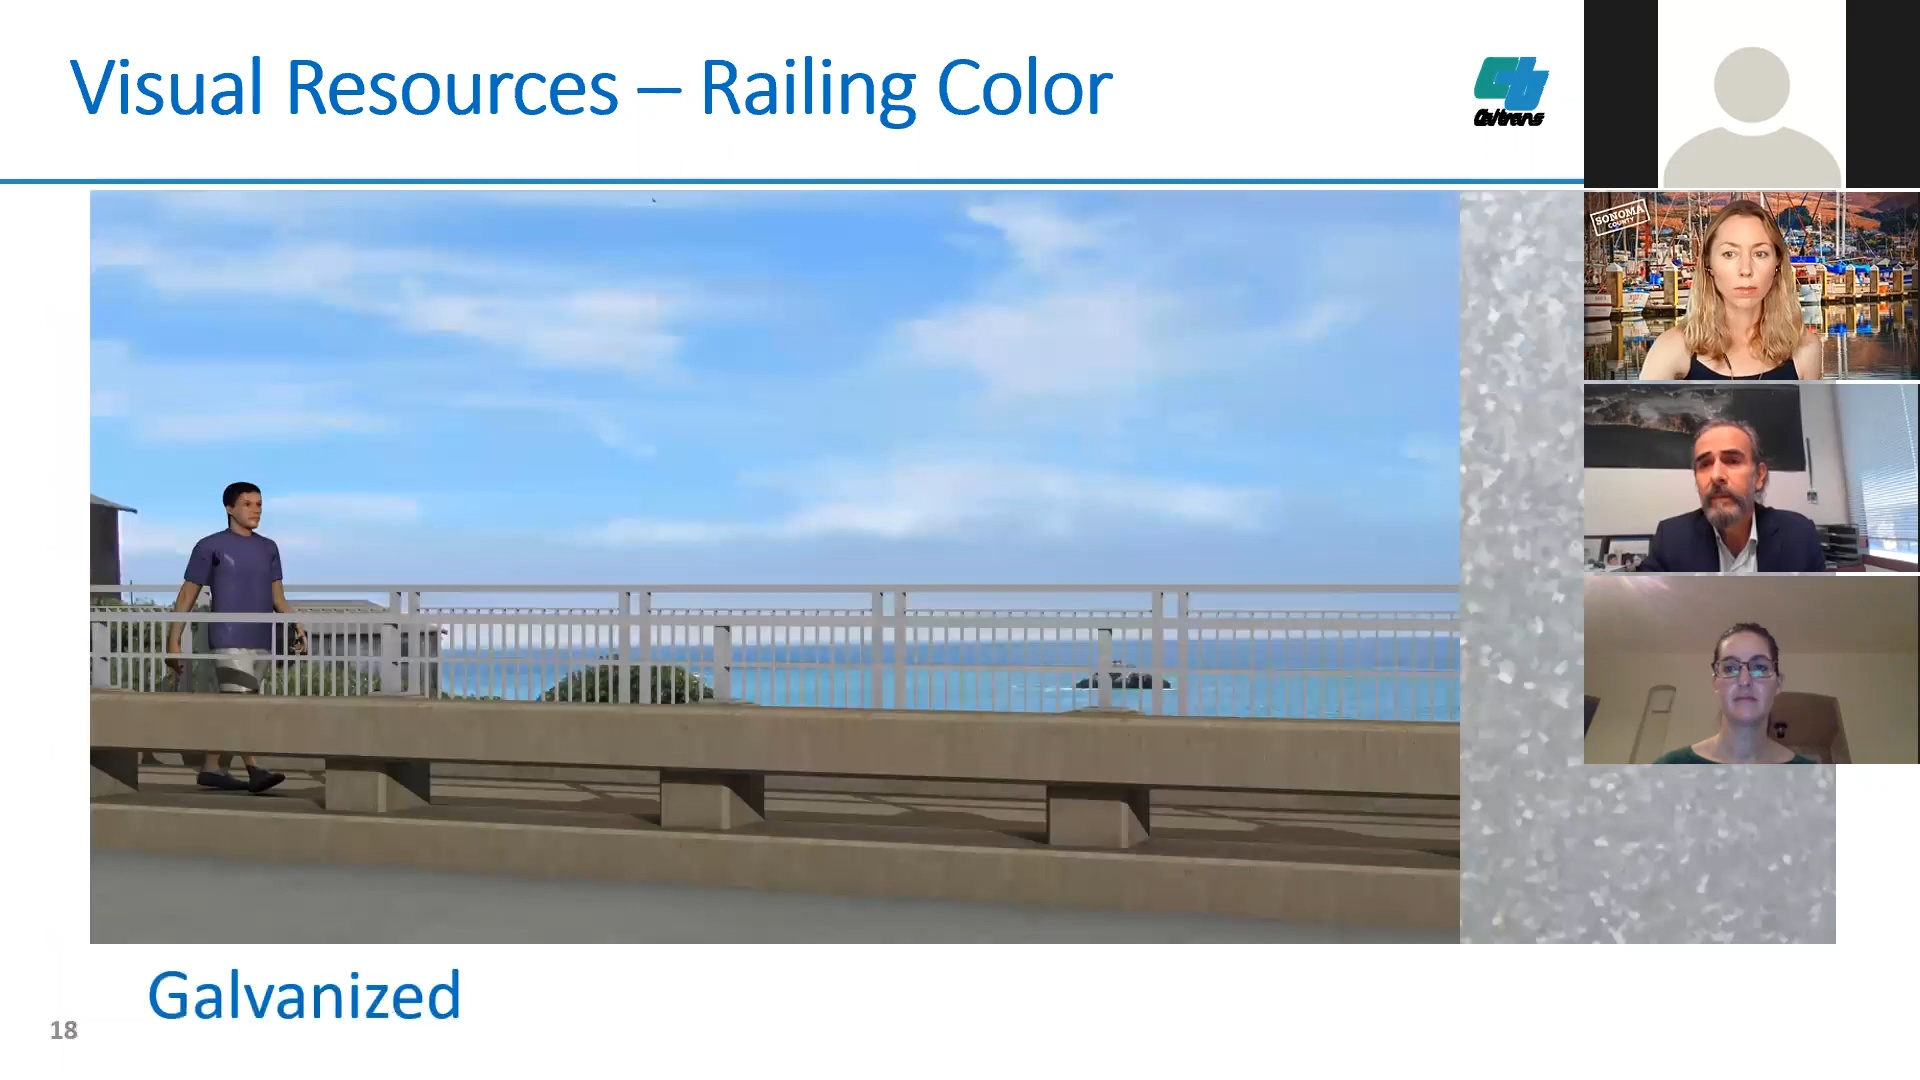 Visual Resources – Railing Color
Caltrans
SONOMA
COUNTY
Galvanized
18